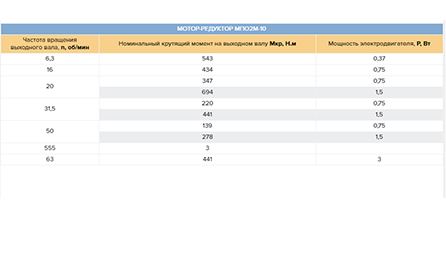 МОТОР-РЕДУКТОР МПО2М-10
Частота вращения выходного вала, n, об/мин Номинальный крутящий момент на выходном валу Мкр, Н.м Мощность электродвигателя, P, Вт
6,3 543 0,37
16 434 0,75
20 347 0,75
694 1,5
31,5 220 0,75
441 1,5
50 139 0,75
278 1,5
555 3
63 441 3